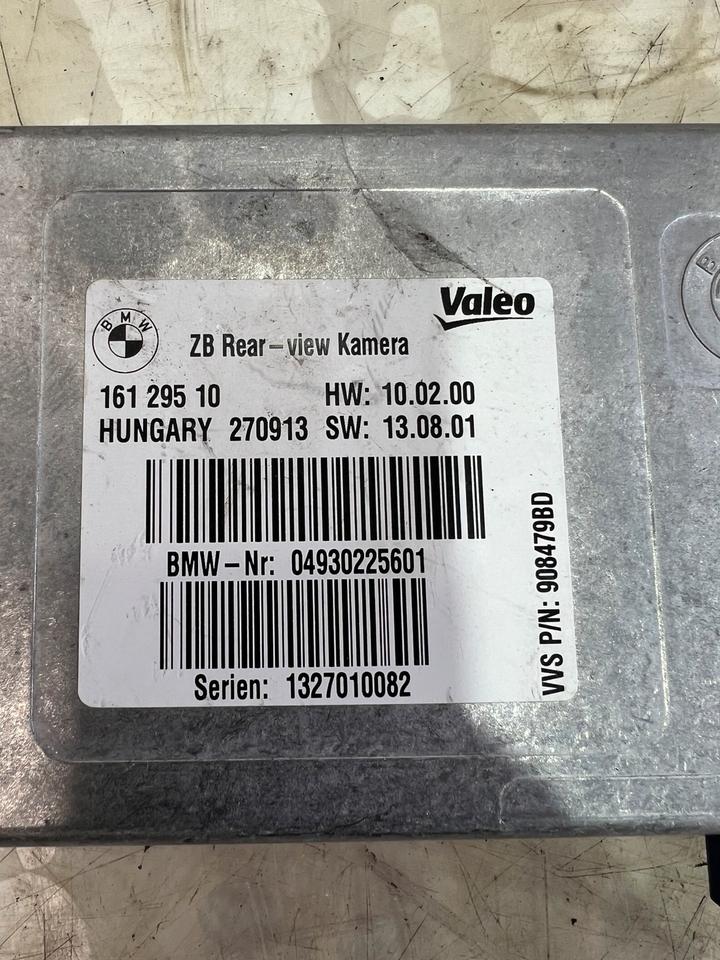 BMW
Valeo
ZB Rear-view Kamera
161 295 10 HW: 10.02.00
HUNGARY 270913 SW: 13.08.01
BMW-Nr: 04930225601
Serien: 1327010082
VVS P/N: 908479BD
B